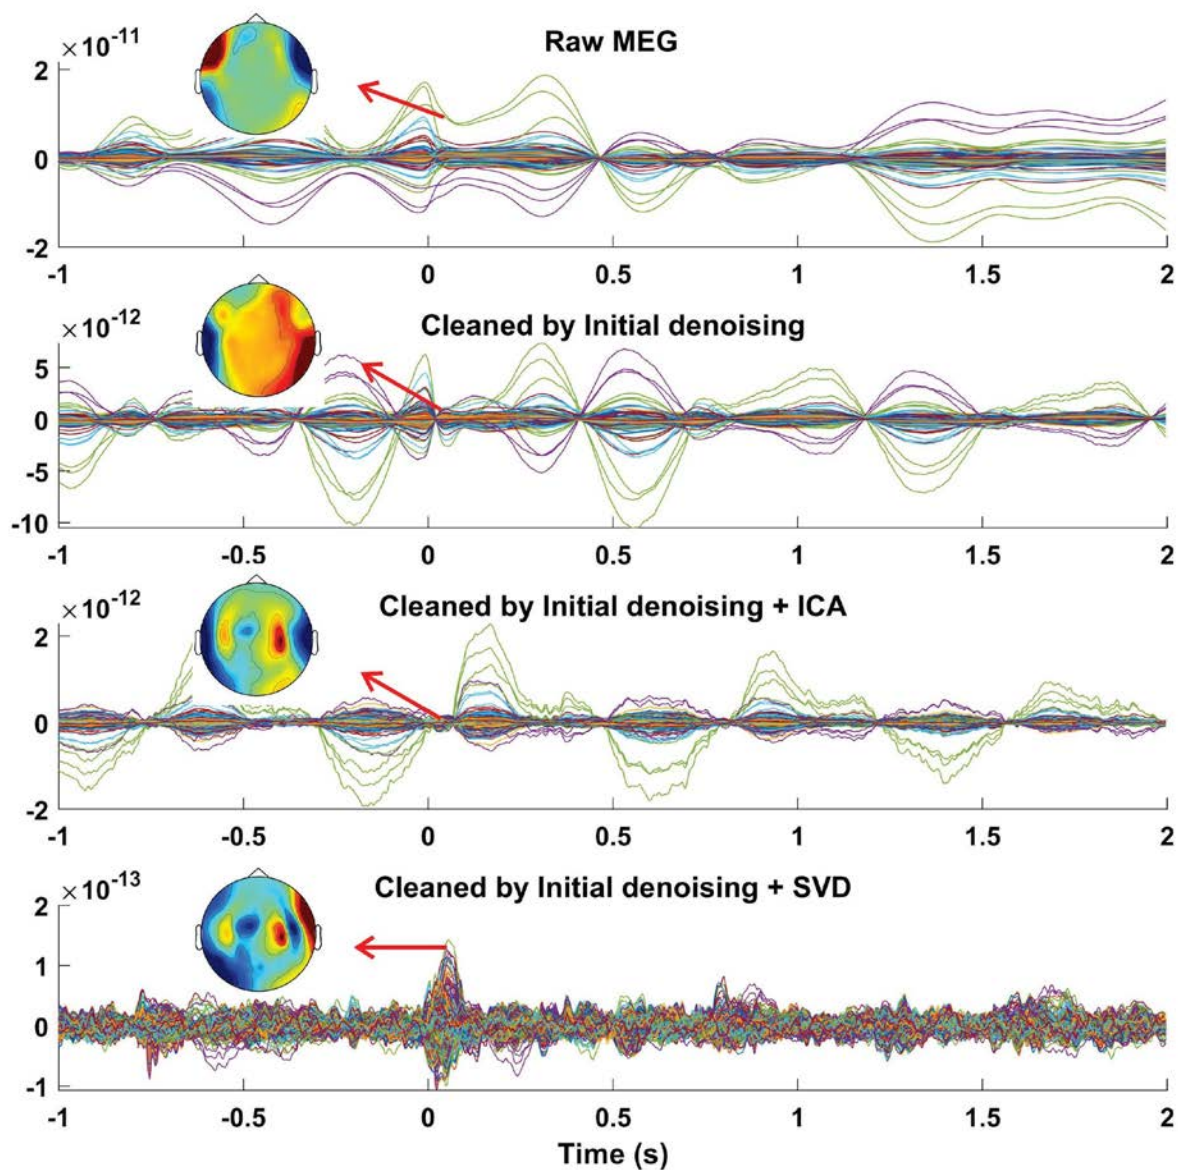 ×10⁻¹¹
Raw MEG
2
0
-2
-1 -0.5 0 0.5 1 1.5 2
×10⁻¹²
Cleaned by Initial denoising
5
0
-5
-10
-1 -0.5 0 0.5 1 1.5 2
×10⁻¹²
Cleaned by Initial denoising + ICA
2
0
-2
-1 -0.5 0 0.5 1 1.5 2
×10⁻¹³
Cleaned by Initial denoising + SVD
2
1
0
-1
-1 -0.5 0 0.5 1 1.5 2
Time (s)